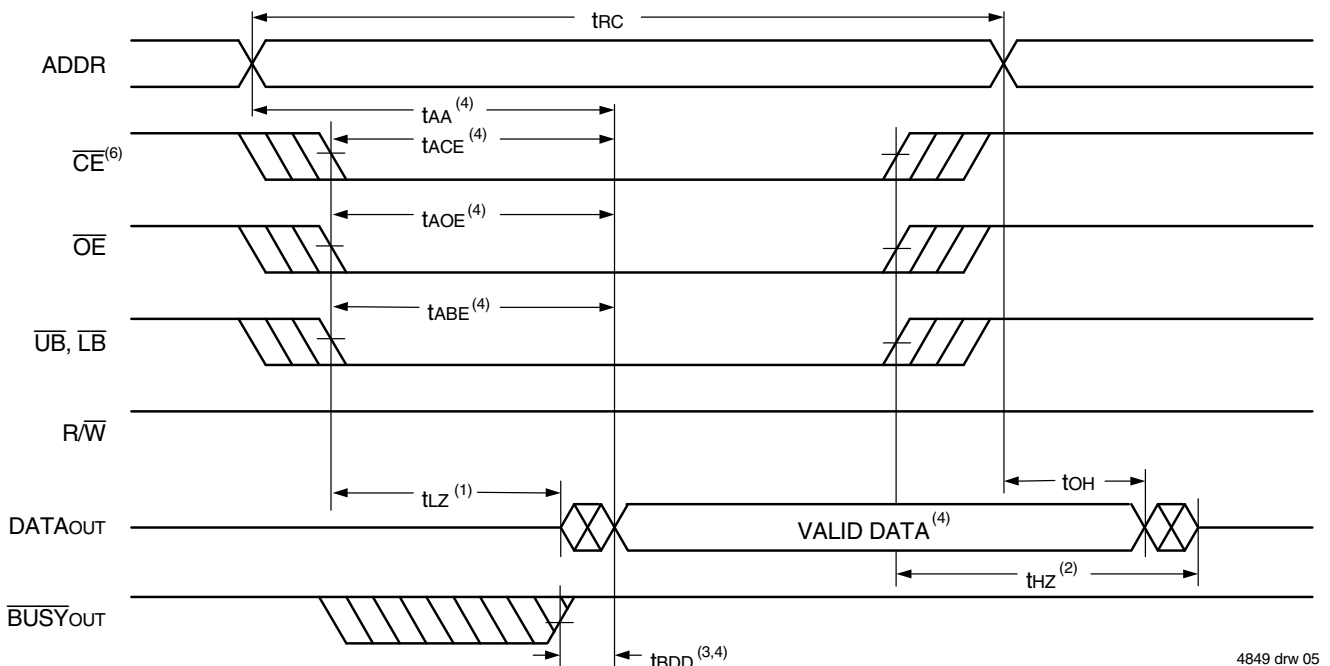 tRC
ADDR
tAA (4)
CE (6)
tACE (4)
OE
tAOE (4)
UB, LB
tABE (4)
R/W
tLZ (1)
tOH
DATAOUT
VALID DATA (4)
tHZ (2)
BUSYOUT
tBDD (3,4)
4849 drw 05